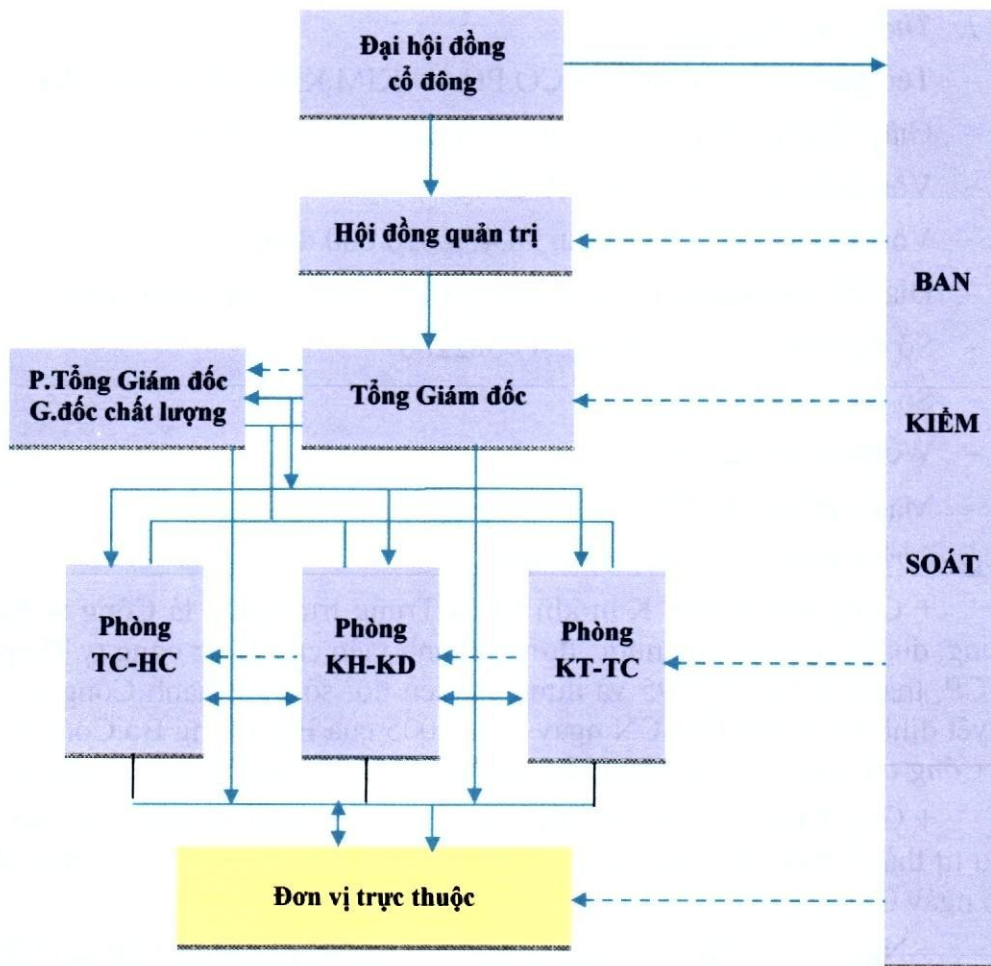 Đại hội đồng
cổ đông
Hội đồng quản trị
P.Tổng Giám đốc
G.đốc chất lượng
Tổng Giám đốc
Phòng
TC-HC
Phòng
KH-KD
Phòng
KT-TC
Đơn vị trực thuộc
BAN
KIỂM
SOÁT